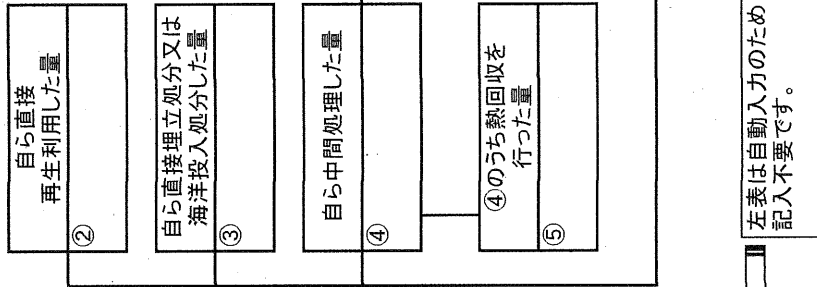 自ら直接
再生利用した量
②
自ら直接埋立処分又は
海洋投入処分した量
③
自ら中間処理した量
④
④のうち熱回収を
行った量
⑤
左表は自動入力のため
記入不要です。